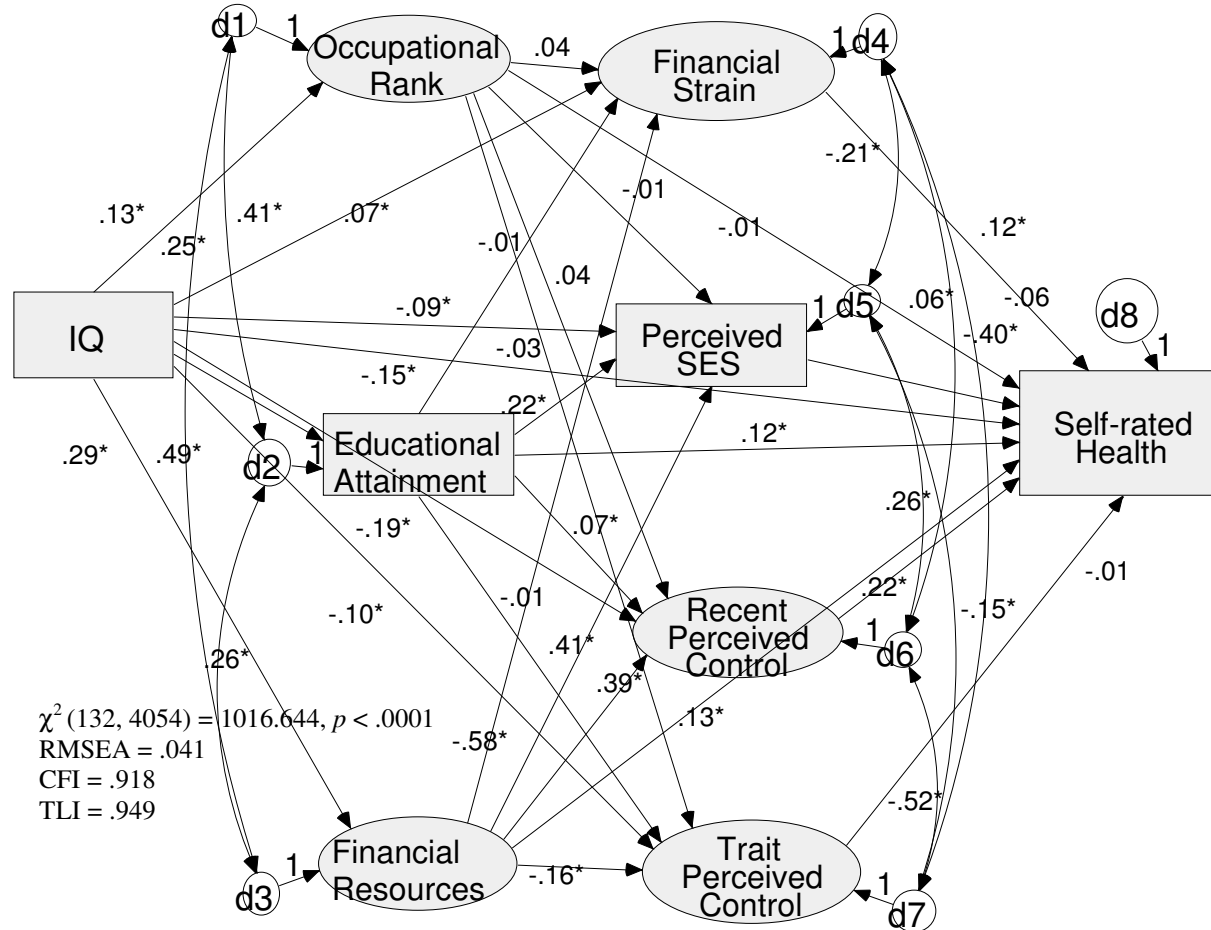 d1
1
Occupational
Rank
.04
Financial
Strain
1
d4
-.21*
-.01
.13*
.25*
.41*
.07*
-.01
-.01
.12*
.04
IQ
-.09*
-.03
Perceived
SES
1
d5
.06*
-.06
-.40*
d8
1
-.15*
.22*
.12*
Self-rated
Health
.29*
.49*
d2
1
Educational
Attainment
-.19*
.07*
.26*
-.10*
-.01
.41*
Recent
Perceived
Control
.22*
1
d6
-.15*
-.01
.26*
.39*
.13*
χ² (132, 4054) = 1016.644, p < .0001
RMSEA = .041
CFI = .918
TLI = .949
-.58*
-.52*
d3
1
Financial
Resources
-.16*
Trait
Perceived
Control
1
d7